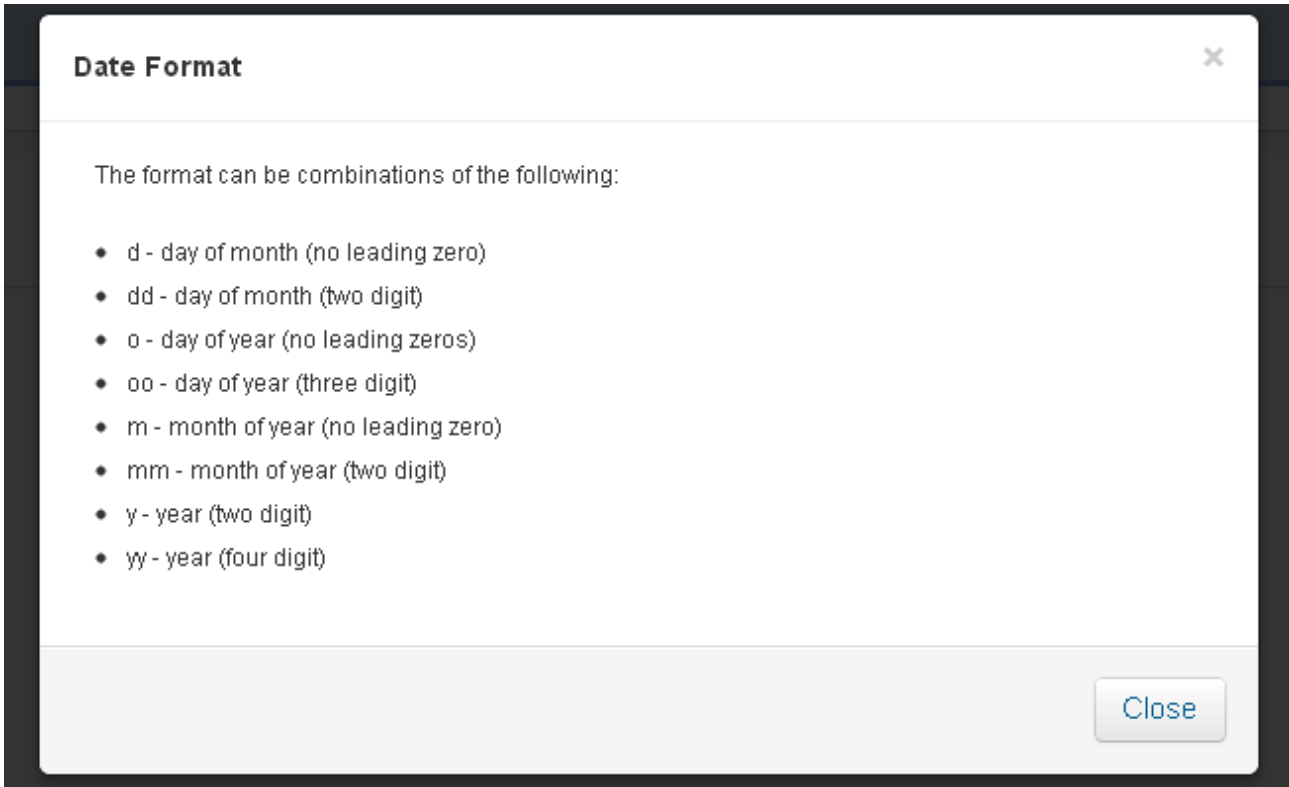 Date Format
×
The format can be combinations of the following:
• d - day of month (no leading zero)
• dd - day of month (two digit)
• o - day of year (no leading zeros)
• oo - day of year (three digit)
• m - month of year (no leading zero)
• mm - month of year (two digit)
• y - year (two digit)
• yy - year (four digit)
Close